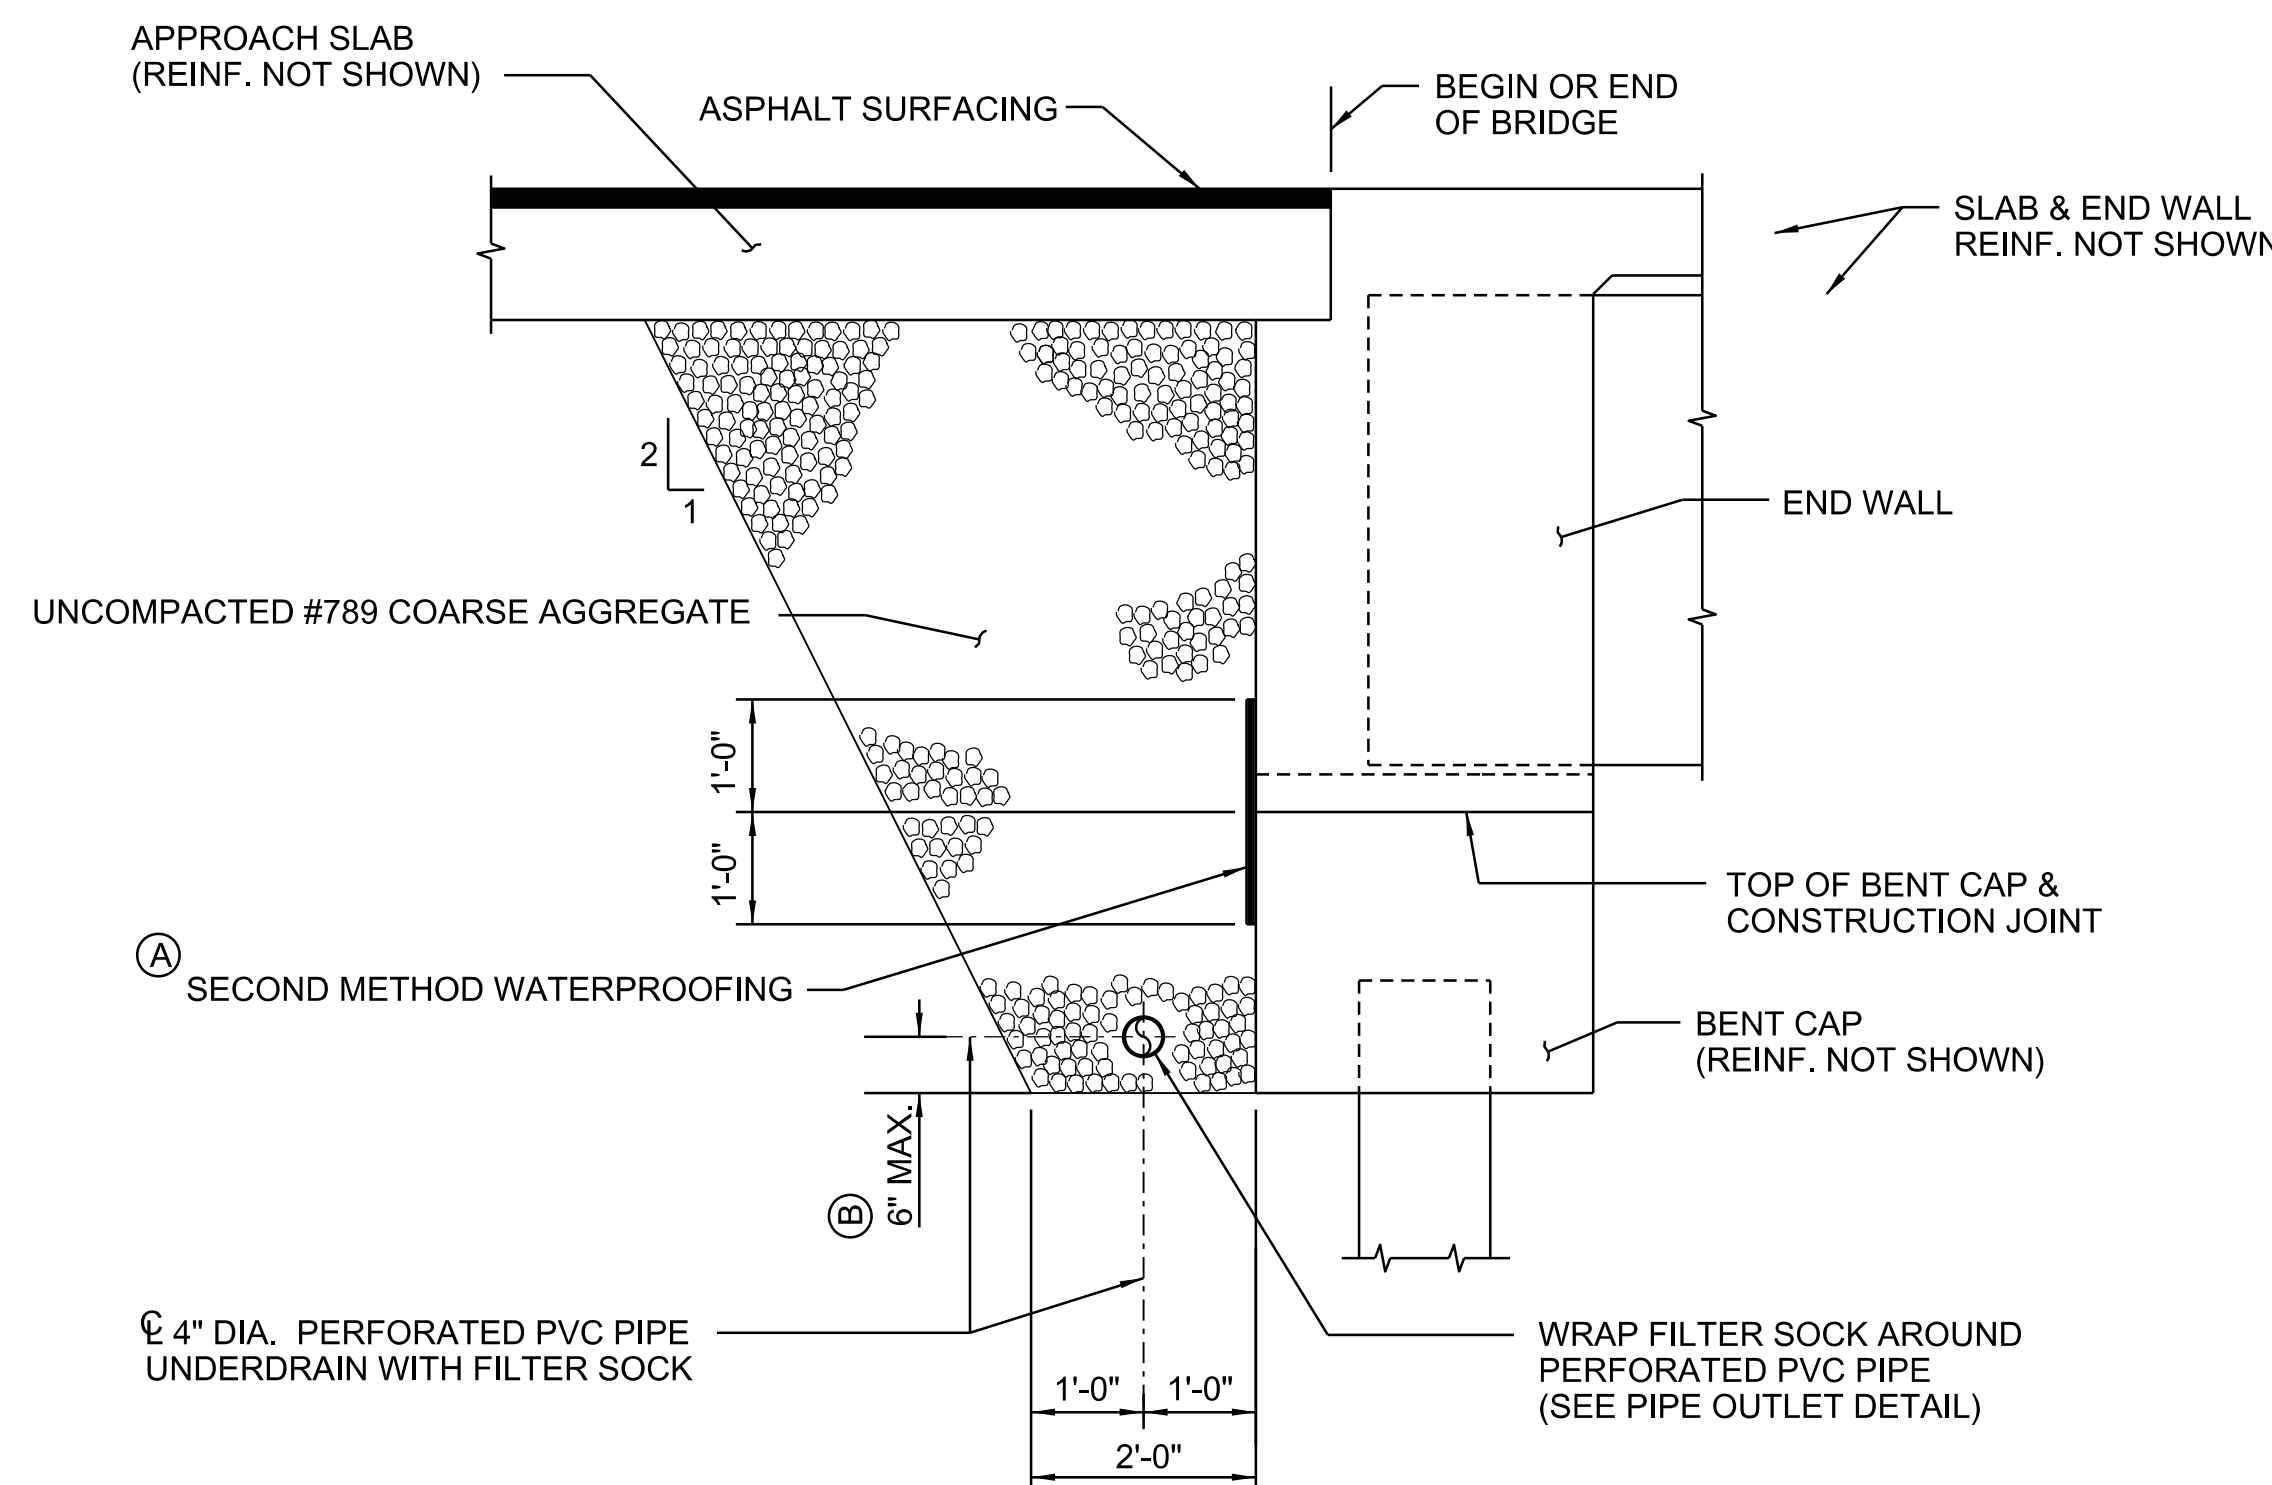 APPROACH SLAB
(REINF. NOT SHOWN)
ASPHALT SURFACING
BEGIN OR END
OF BRIDGE
SLAB & END WALL
REINF. NOT SHOWN
2
1
END WALL
UNCOMPACTED #789 COARSE AGGREGATE
1'-0"
1'-0"
TOP OF BENT CAP &
CONSTRUCTION JOINT
A
SECOND METHOD WATERPROOFING
BENT CAP
(REINF. NOT SHOWN)
B
6" MAX.
℄ 4" DIA. PERFORATED PVC PIPE
UNDERDRAIN WITH FILTER SOCK
WRAP FILTER SOCK AROUND
PERFORATED PVC PIPE
(SEE PIPE OUTLET DETAIL)
1'-0"
1'-0"
2'-0"